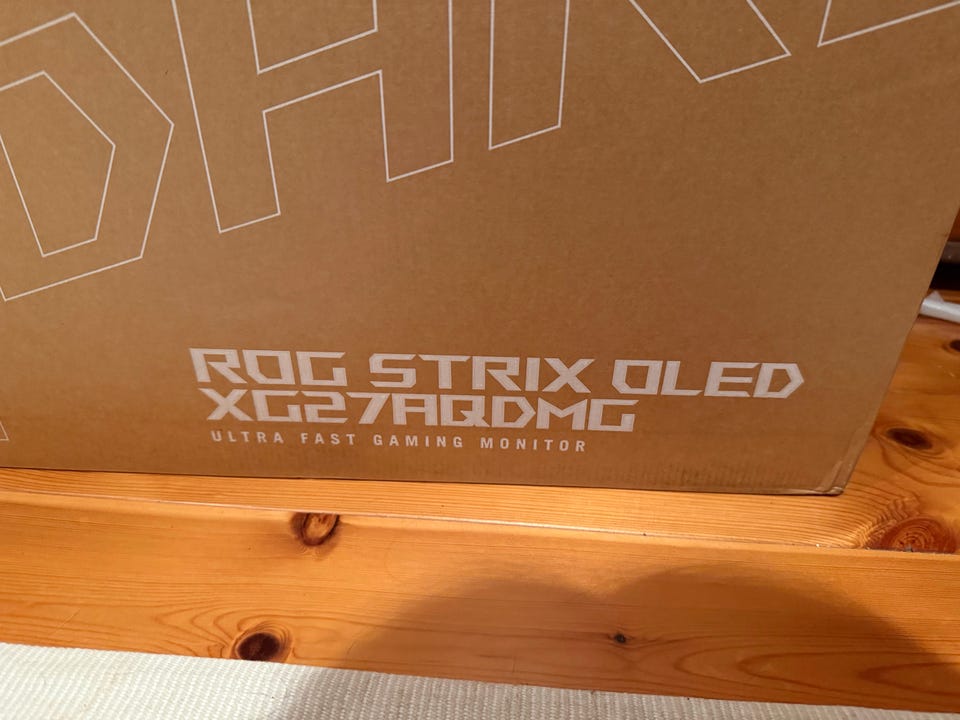 ROG STRIX OLED
XG27AQDMG
ULTRA FAST GAMING MONITOR